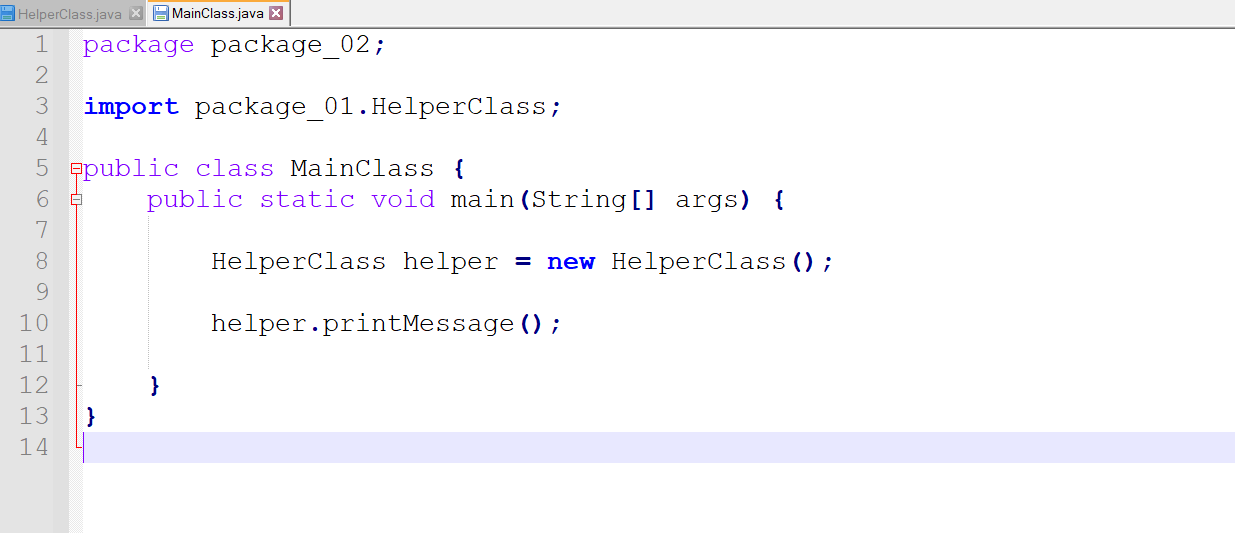 HelperClass.java MainClass.java
1 package package_02;
2
3 import package_01.HelperClass;
4
5 public class MainClass {
6     public static void main(String[] args) {
7
8         HelperClass helper = new HelperClass();
9
10         helper.printMessage();
11
12     }
13 }
14